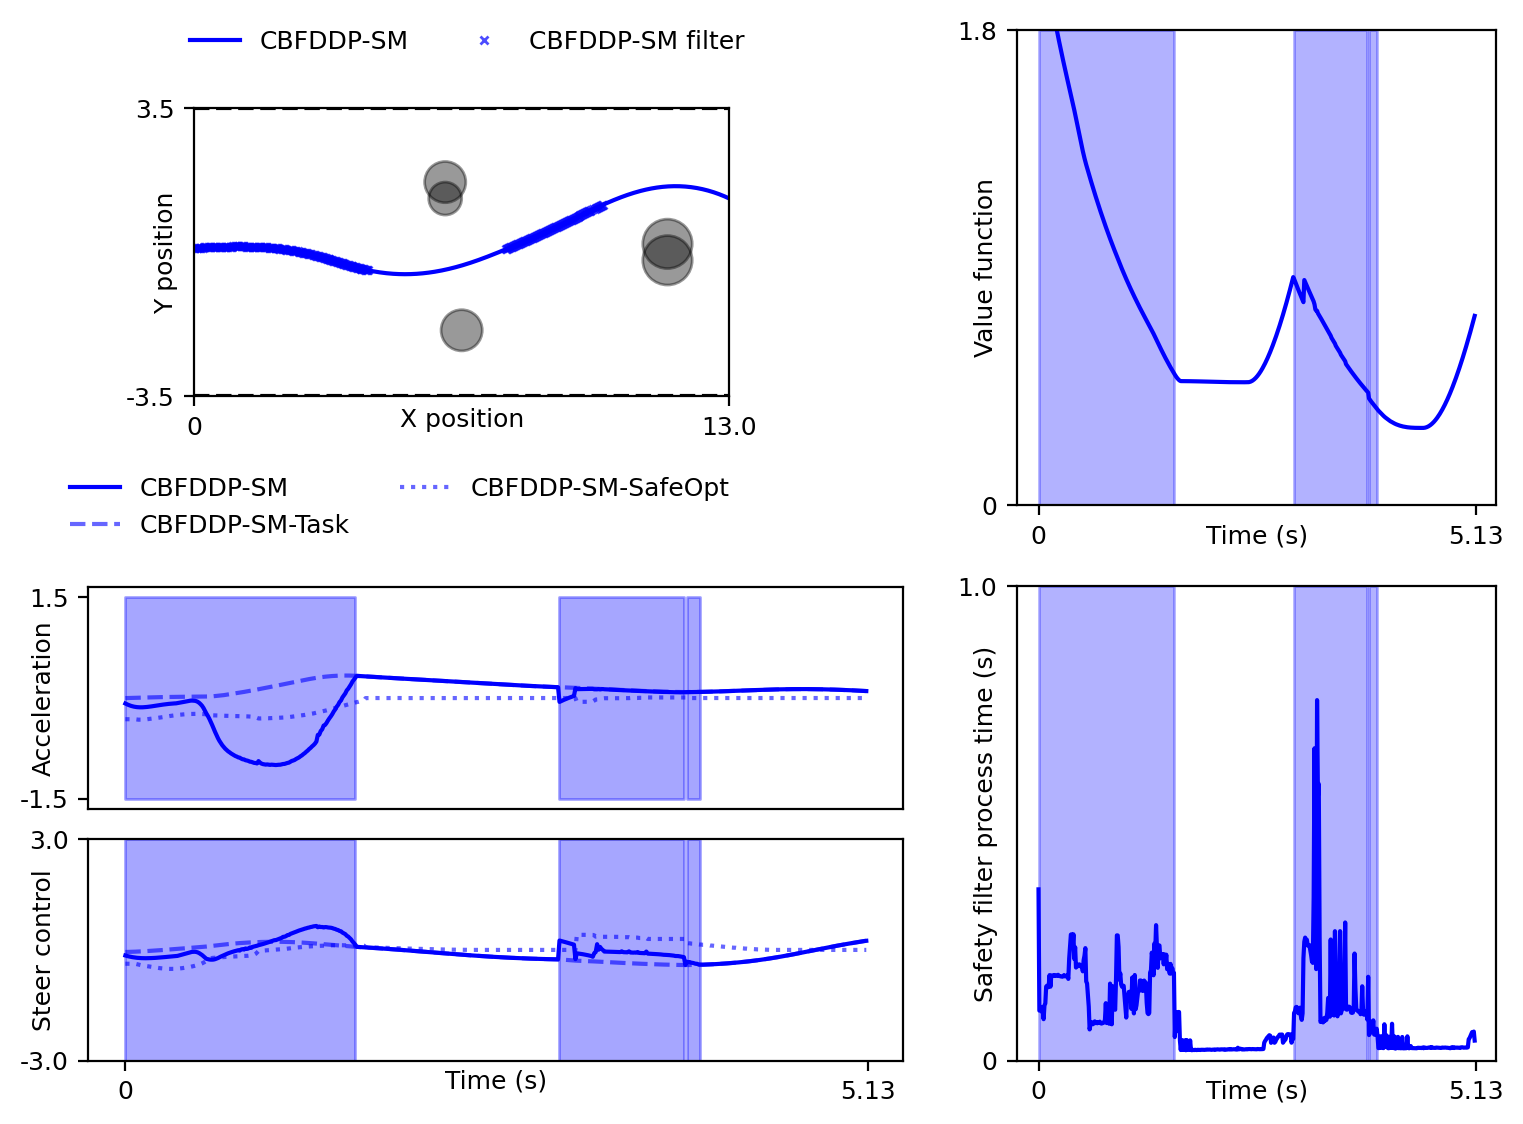 CBFDDP-SM
CBFDDP-SM filter
3.5
-3.5
Y position
0
13.0
X position
1.8
0
Value function
0
5.13
Time (s)
CBFDDP-SM
CBFDDP-SM-SafeOpt
CBFDDP-SM-Task
1.5
-1.5
Acceleration
3.0
-3.0
Steer control
0
5.13
Time (s)
1.0
0
Safety filter process time (s)
0
5.13
Time (s)